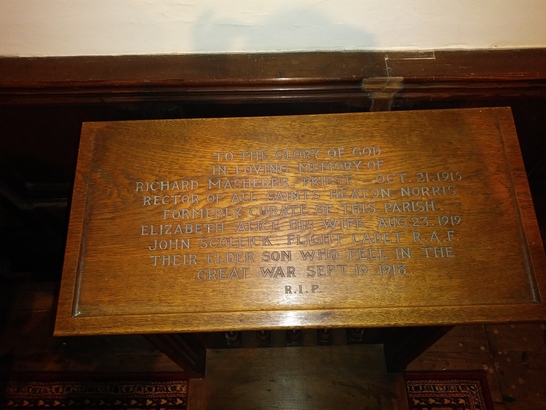 TO THE GLORY OF GOD
IN LOVING MEMORY OF
RICHARD PRIEST OCT. 21. 1915
RECTOR OF ALL SAINTS HEATON NORRIS
FORMERLY CURATE OF THIS PARISH.
ELIZABETH ALICE HIS WIFE AUG 23. 1919
JOHN FLIGHT CADET R.A.F.
THEIR ELDER SON WHO FELL IN THE
GREAT WAR SEPT. 19. 1918.
R.I.P.